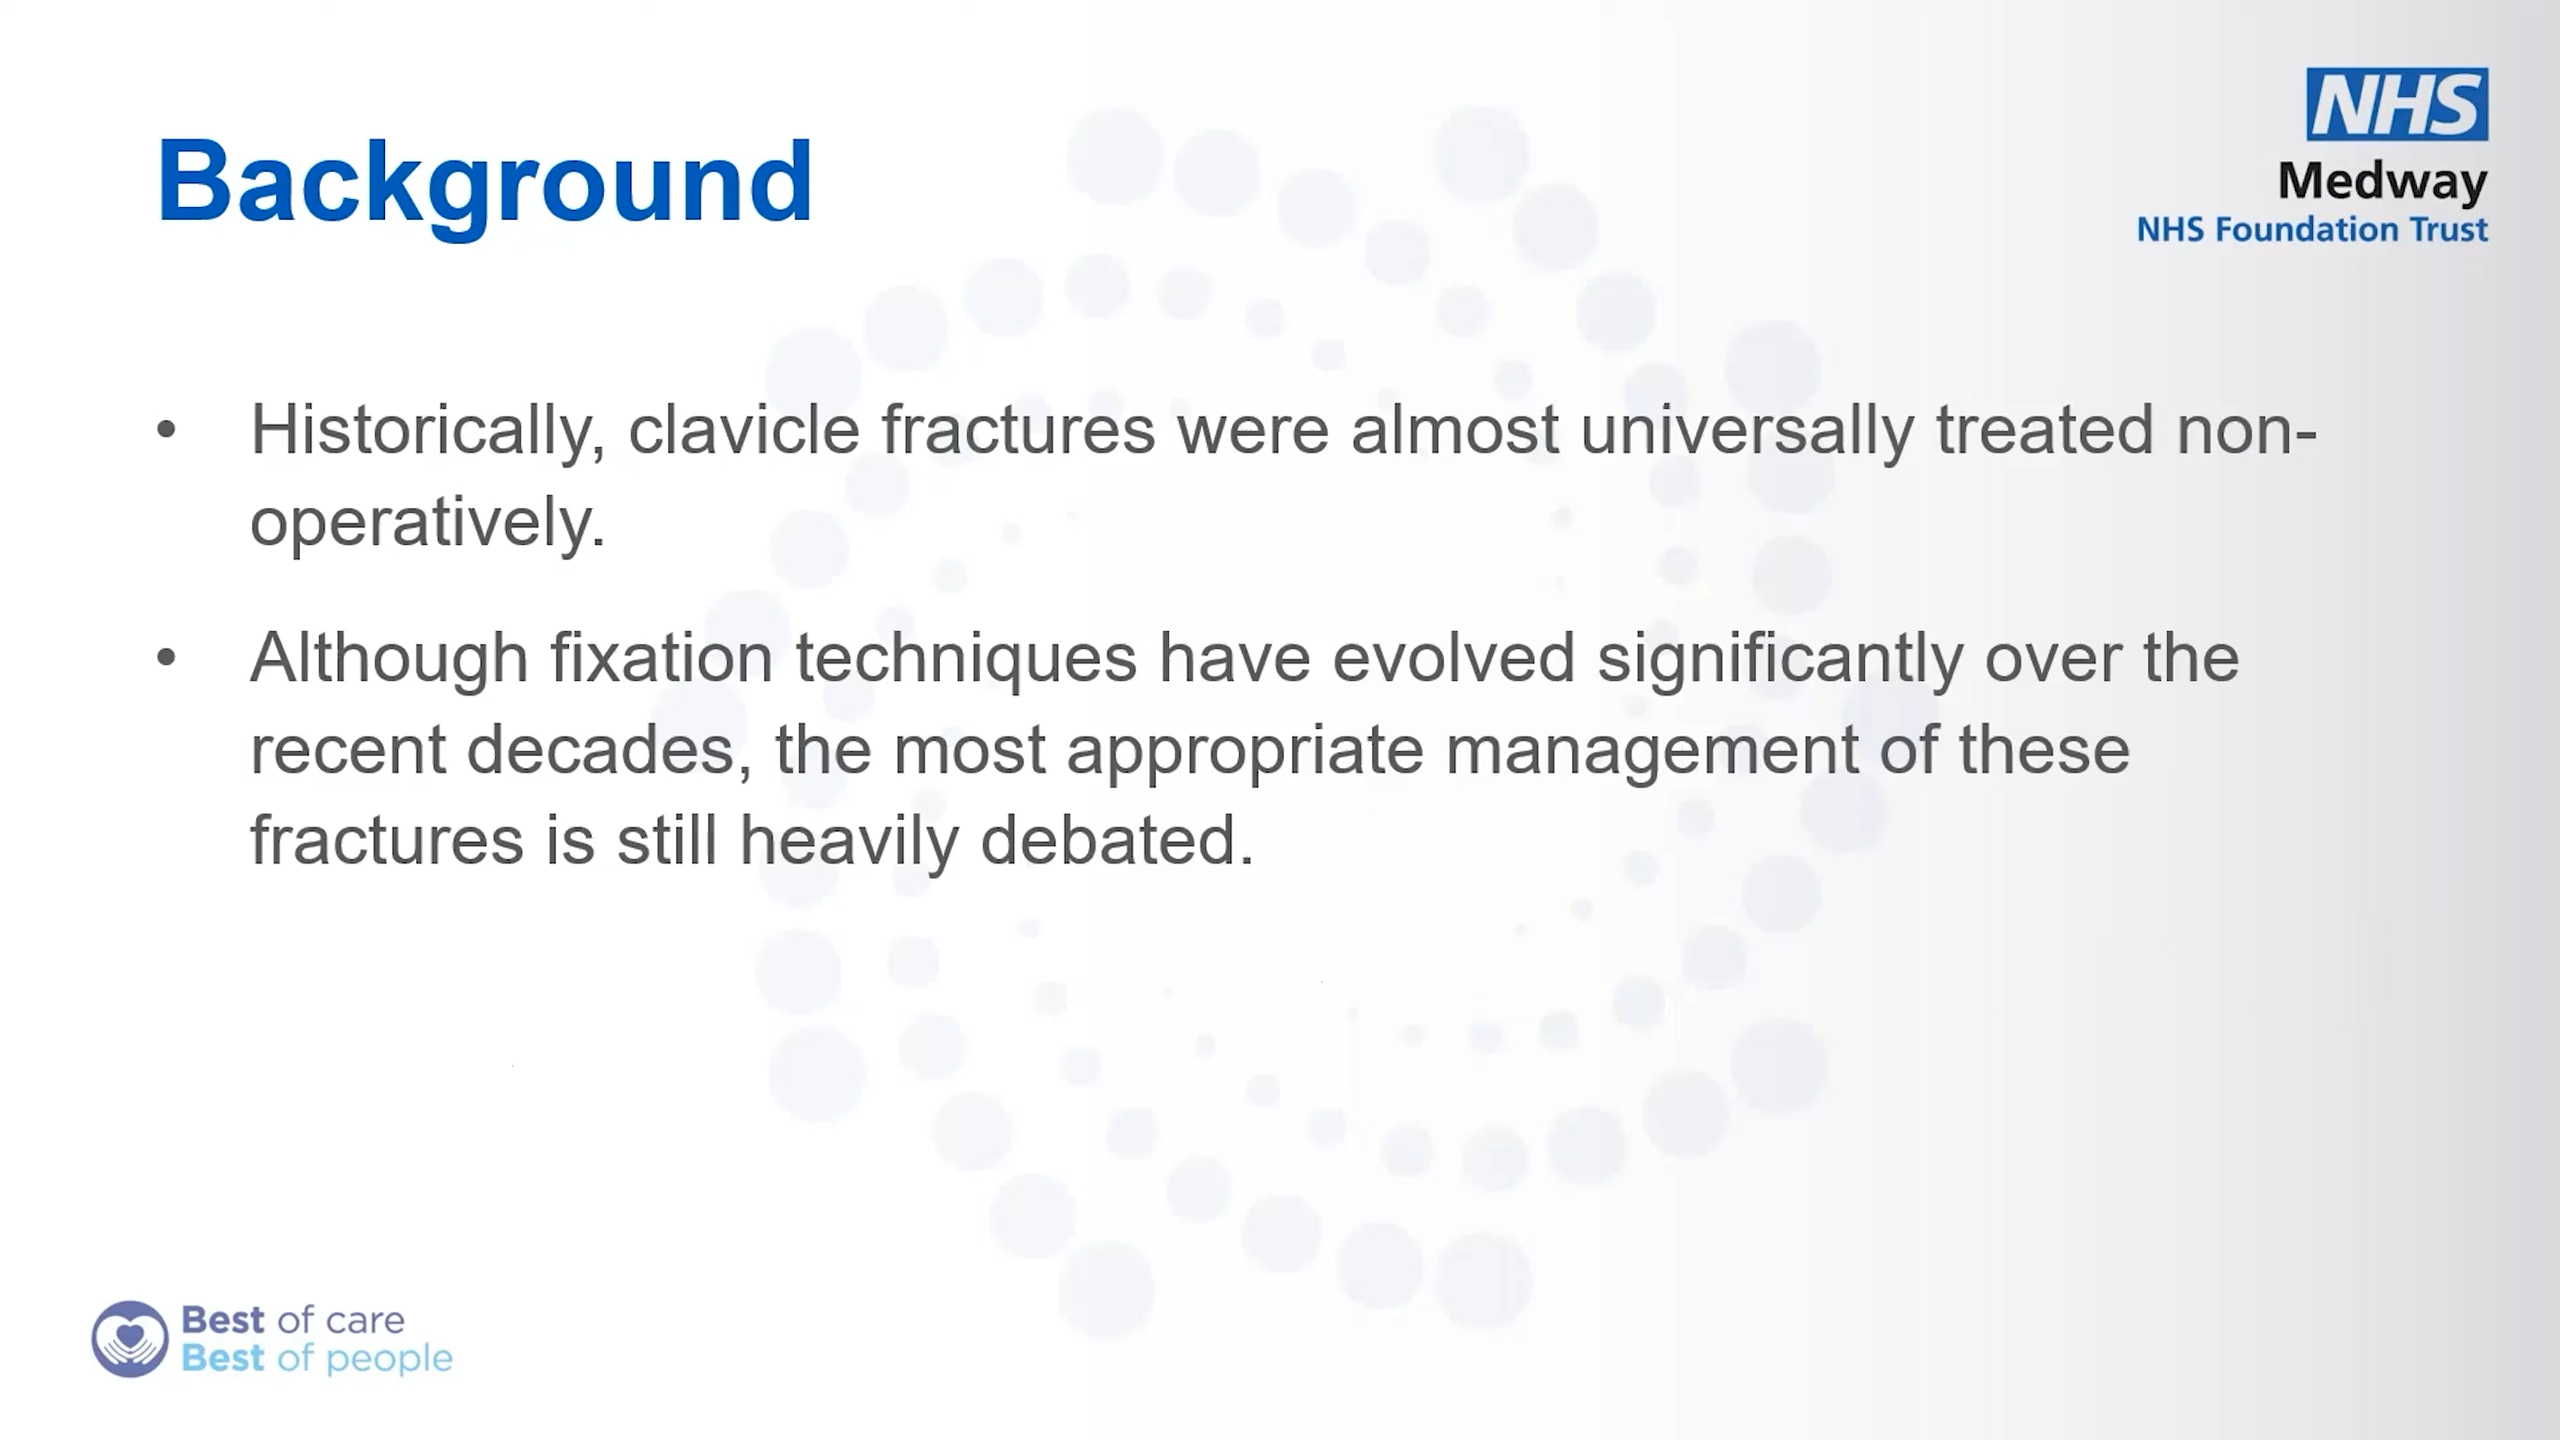 NHS
Medway
NHS Foundation Trust
Background
• Historically, clavicle fractures were almost universally treated non-
operatively.
• Although fixation techniques have evolved significantly over the
recent decades, the most appropriate management of these
fractures is still heavily debated.
Best of care
Best of people